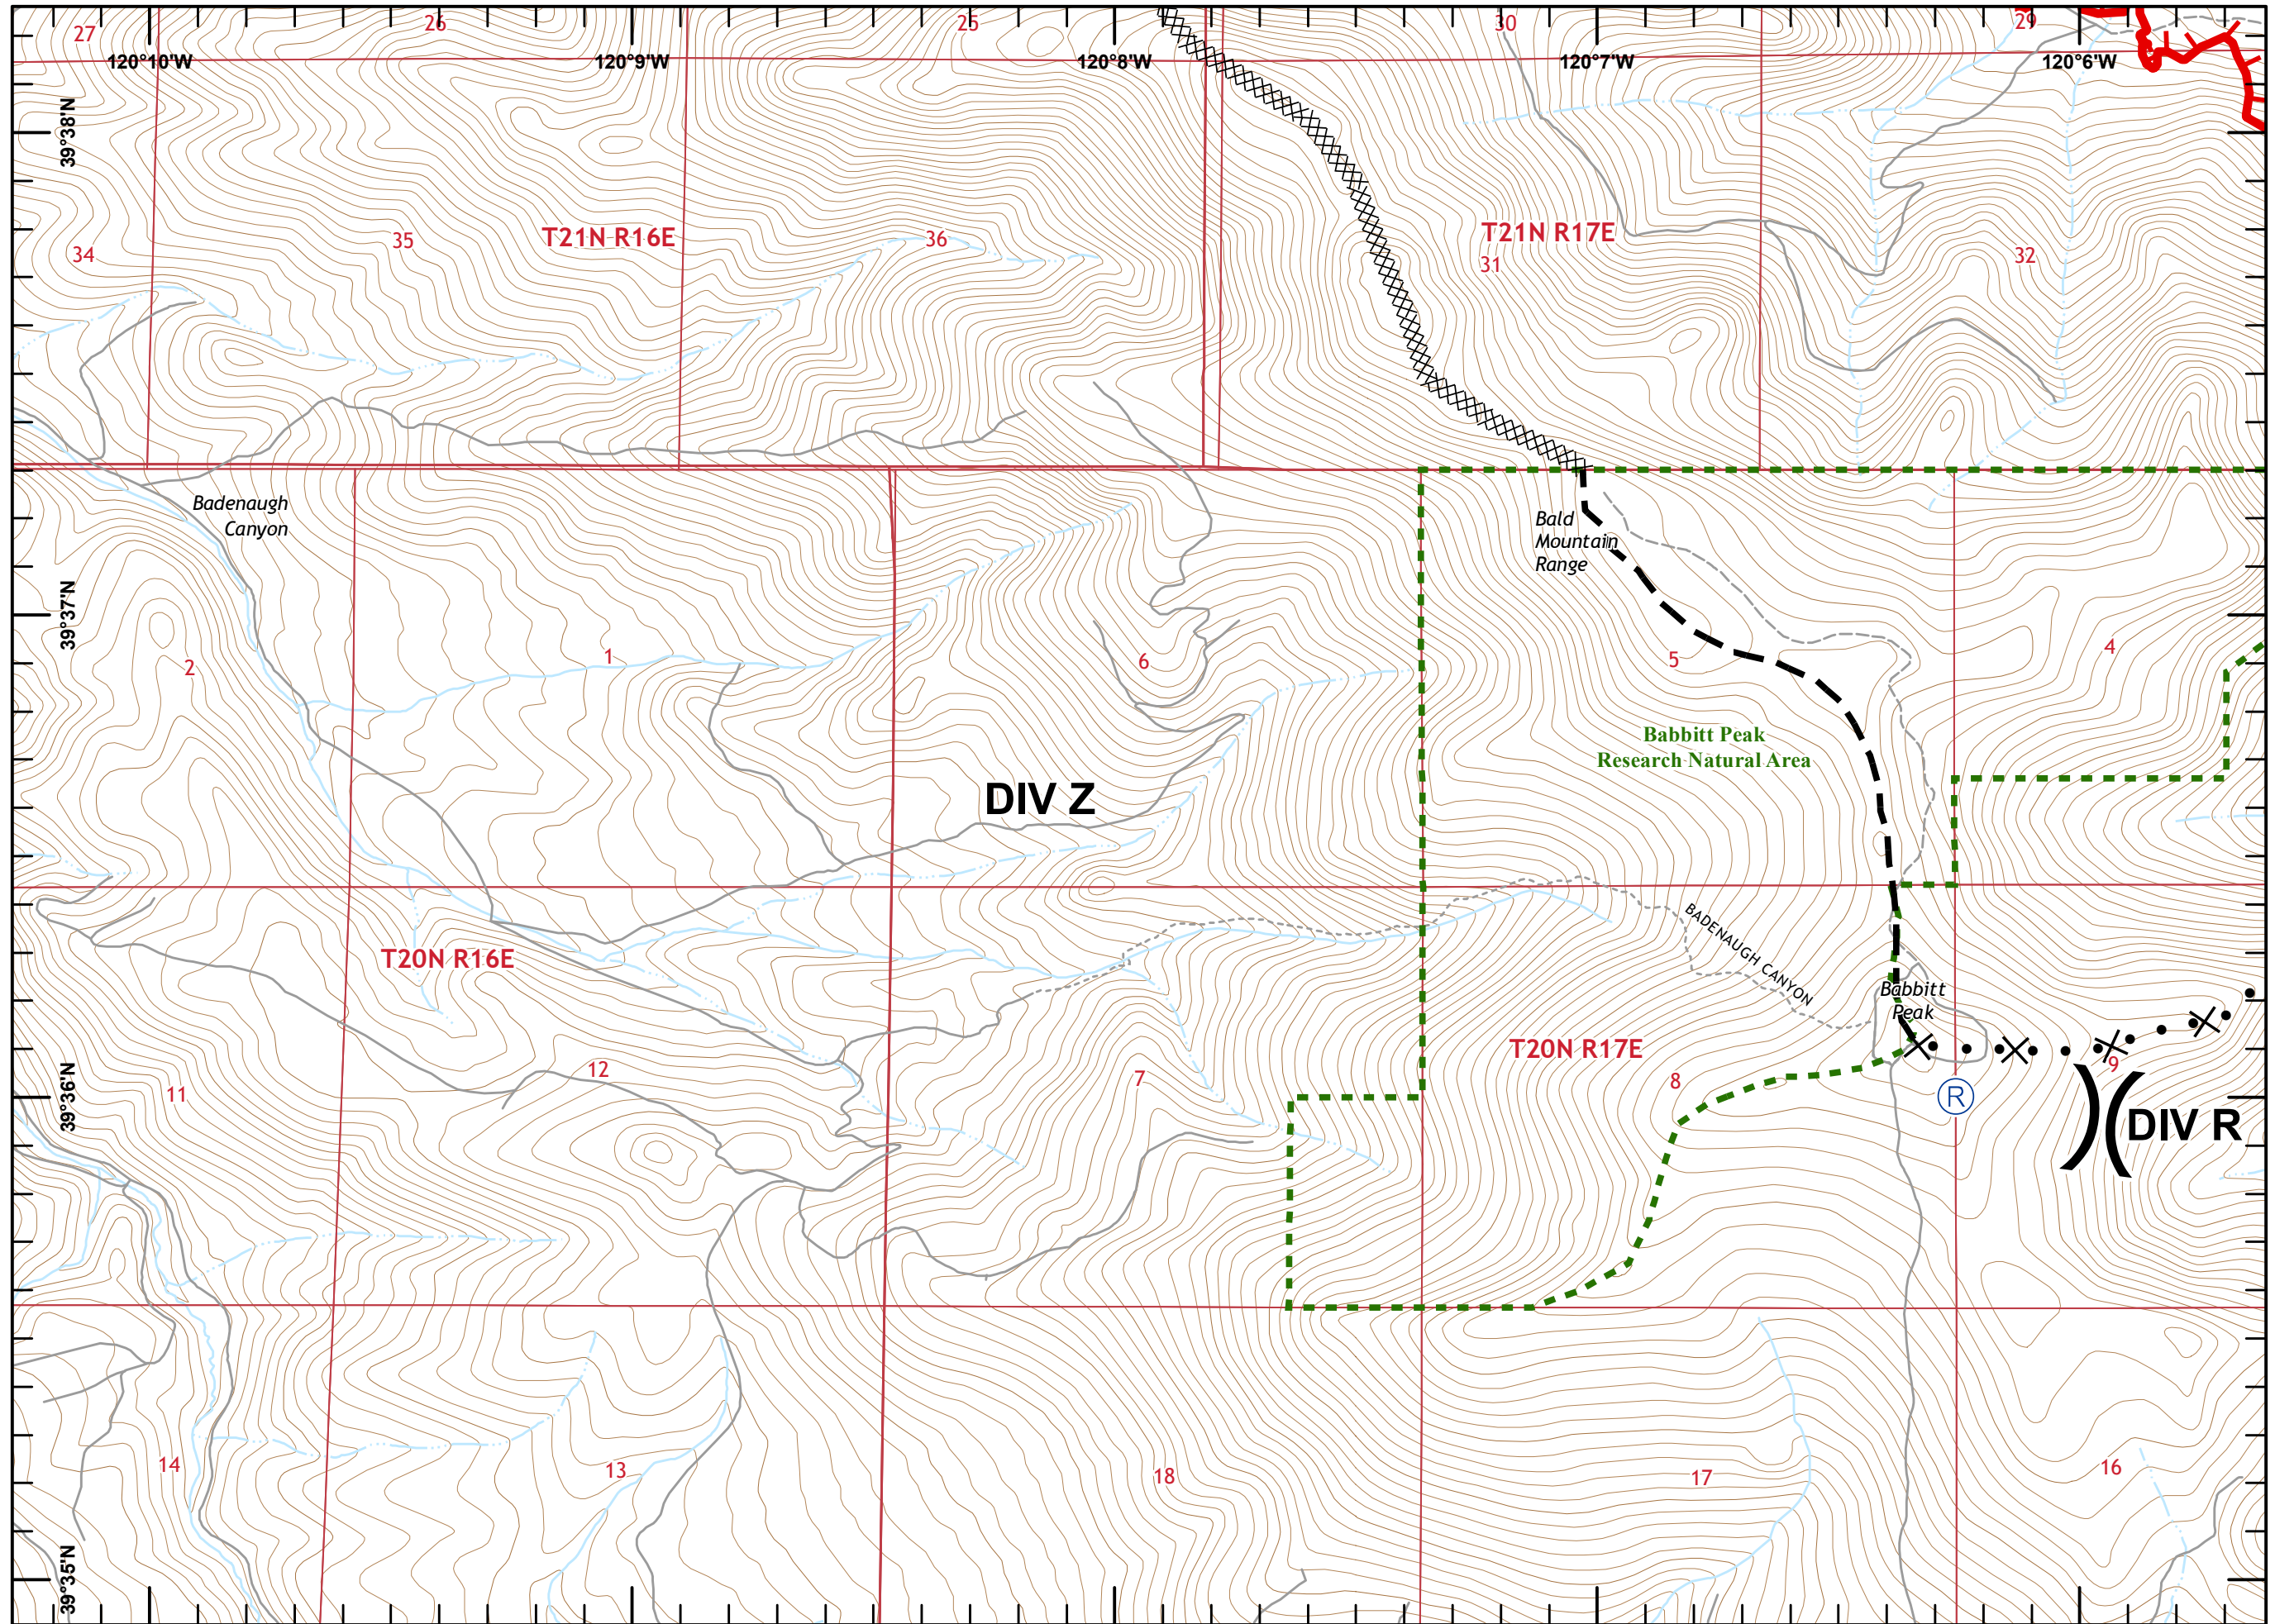 27
26
25
30
29
120°10'W
120°9'W
120°8'W
120°7'W
120°6'W
39°38'N
34
35
T21N R16E
36
T21N R17E
31
32
Badenaugh
Canyon
Bald
Mountain
Range
39°37'N
2
1
6
5
4
Babbitt Peak
Research Natural Area
DIV Z
T20N R16E
BADENAUGH CANYON
Babbitt
Peak
T20N R17E
39°36'N
11
12
7
8
9
R
DIV R
14
13
18
17
16
39°35'N